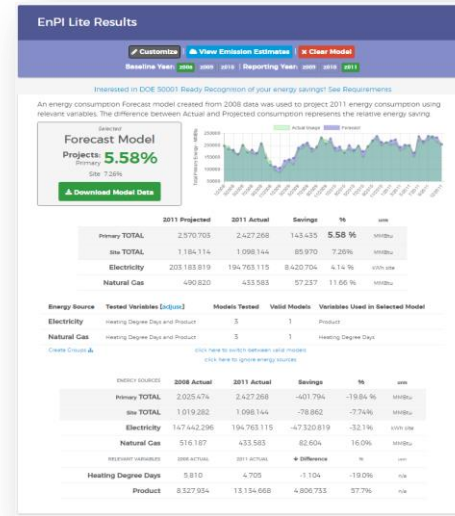 EnPI Lite Results
Customize | View Emission Estimates | Clear Model
Baseline Year: 2008 2009 2010 | Reporting Year: 2009 2010 2011
Interested in DOE 50001 Ready Recognition of your energy savings? See Requirements
An energy consumption Forecast model created from 2008 data was used to project 2011 energy consumption using
relevant variables. The difference between Actual and Projected consumption represents the relative energy saving.
Selected
Forecast Model
Projects: 5.58%
Primary
Site 7.26%
Download Model Data
Actual Usage Forecast
2011 Projected 2011 Actual Savings % unit
Primary TOTAL 2,570,703 2,427,268 143,435 5.58 % MMBtu
Site TOTAL 1,184,114 1,098,144 85,970 7.26% MMBtu
Electricity 203,183,819 194,763,115 8,420,704 4.14 % kWh site
Natural Gas 490,820 433,583 57,237 11.66 % MMBtu
Energy Source Tested Variables [adjust] Models Tested Valid Models Variables Used in Selected Model
Electricity Heating Degree Days and Product 3 1 Product
Natural Gas Heating Degree Days and Product 3 1 Heating Degree Days
Create Groups click here to switch between valid models
click here to ignore energy sources
ENERGY SOURCES 2008 Actual 2011 Actual Savings % unit
Primary TOTAL 2,025,474 2,427,268 -401,794 -19.84 % MMBtu
Site TOTAL 1,019,282 1,098,144 -78,862 -7.74% MMBtu
Electricity 147,442,296 194,763,115 -47,320,819 -32.1% kWh site
Natural Gas 516,187 433,583 82,604 16.0% MMBtu
RELEVANT VARIABLES 2008 ACTUAL 2011 ACTUAL + Difference % unit
Heating Degree Days 5,810 4,705 -1,104 -19.0% n/a
Product 8,327,934 13,134,668 4,806,733 57.7% n/a